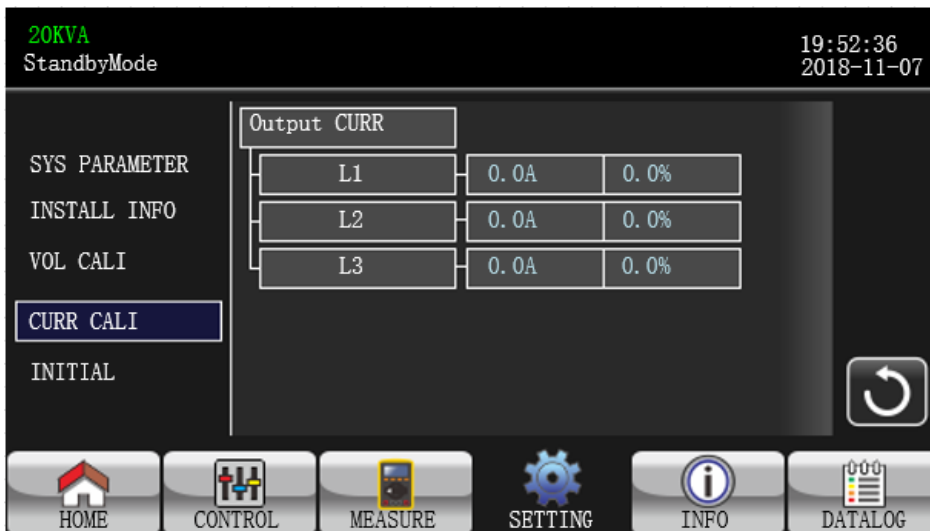 20KVA
StandbyMode
19:52:36
2018-11-07
SYS PARAMETER
INSTALL INFO
VOL CALI
CURR CALI
INITIAL
Output CURR
L1 0.0A 0.0%
L2 0.0A 0.0%
L3 0.0A 0.0%
HOME CONTROL MEASURE SETTING INFO DATALOG